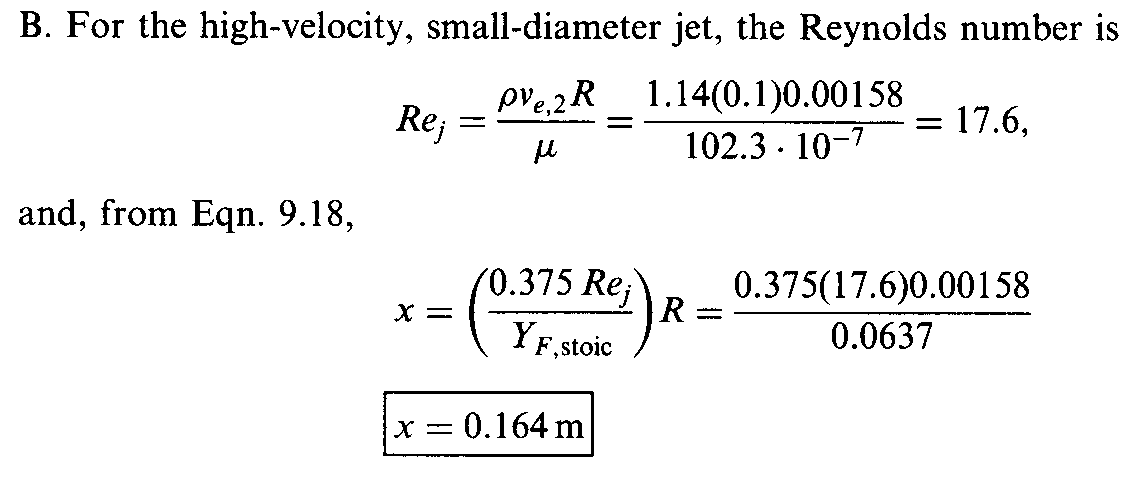 B. For the high-velocity, small-diameter jet, the Reynolds number is
Re_j = ρv_{e,2}R / μ = 1.14(0.1)0.00158 / 102.3 · 10^{-7} = 17.6,
and, from Eqn. 9.18,
x = (0.375 Re_j / Y_{F,stoic}) R = 0.375(17.6)0.00158 / 0.0637
x = 0.164 m